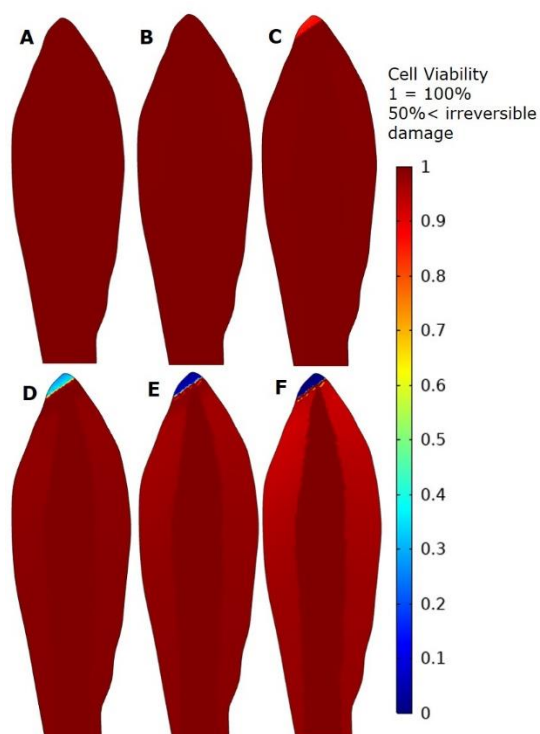 A
B
C
Cell Viability
1 = 100%
50%< irreversible
damage
1
0.9
0.8
0.7
0.6
0.5
0.4
0.3
0.2
0.1
0
D
E
F